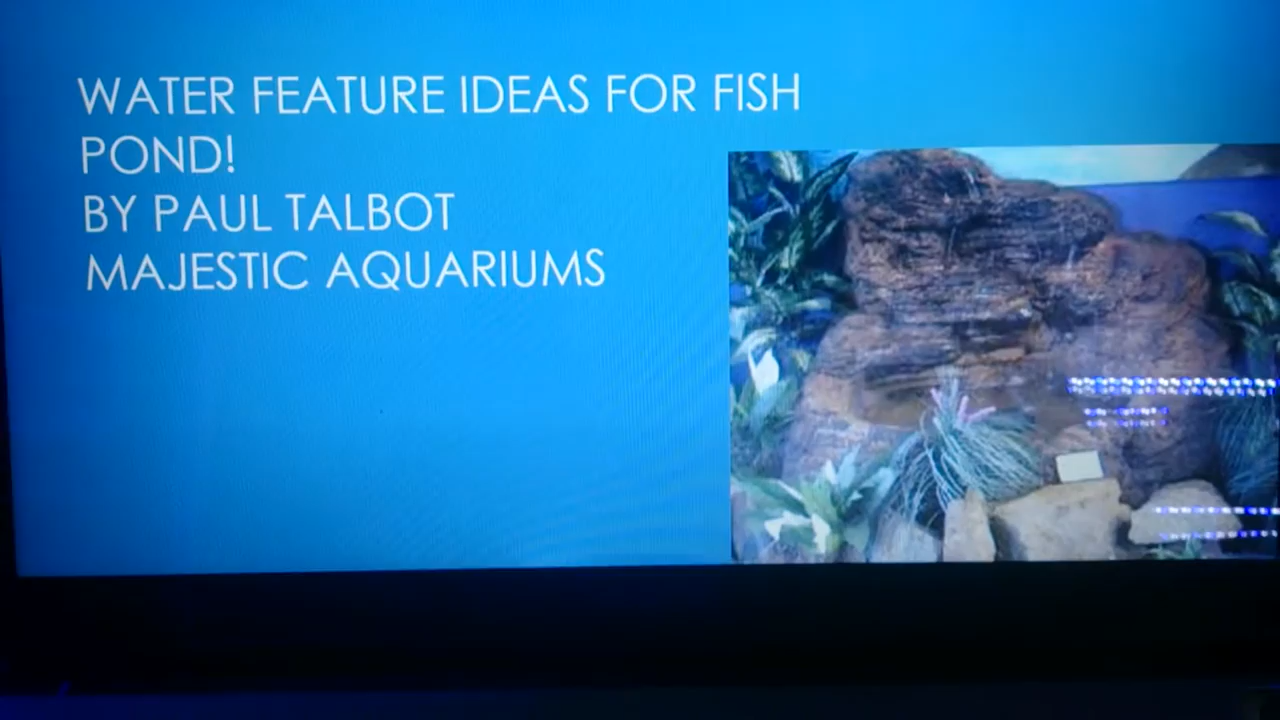 WATER FEATURE IDEAS FOR FISH
POND!
BY PAUL TALBOT
MAJESTIC AQUARIUMS